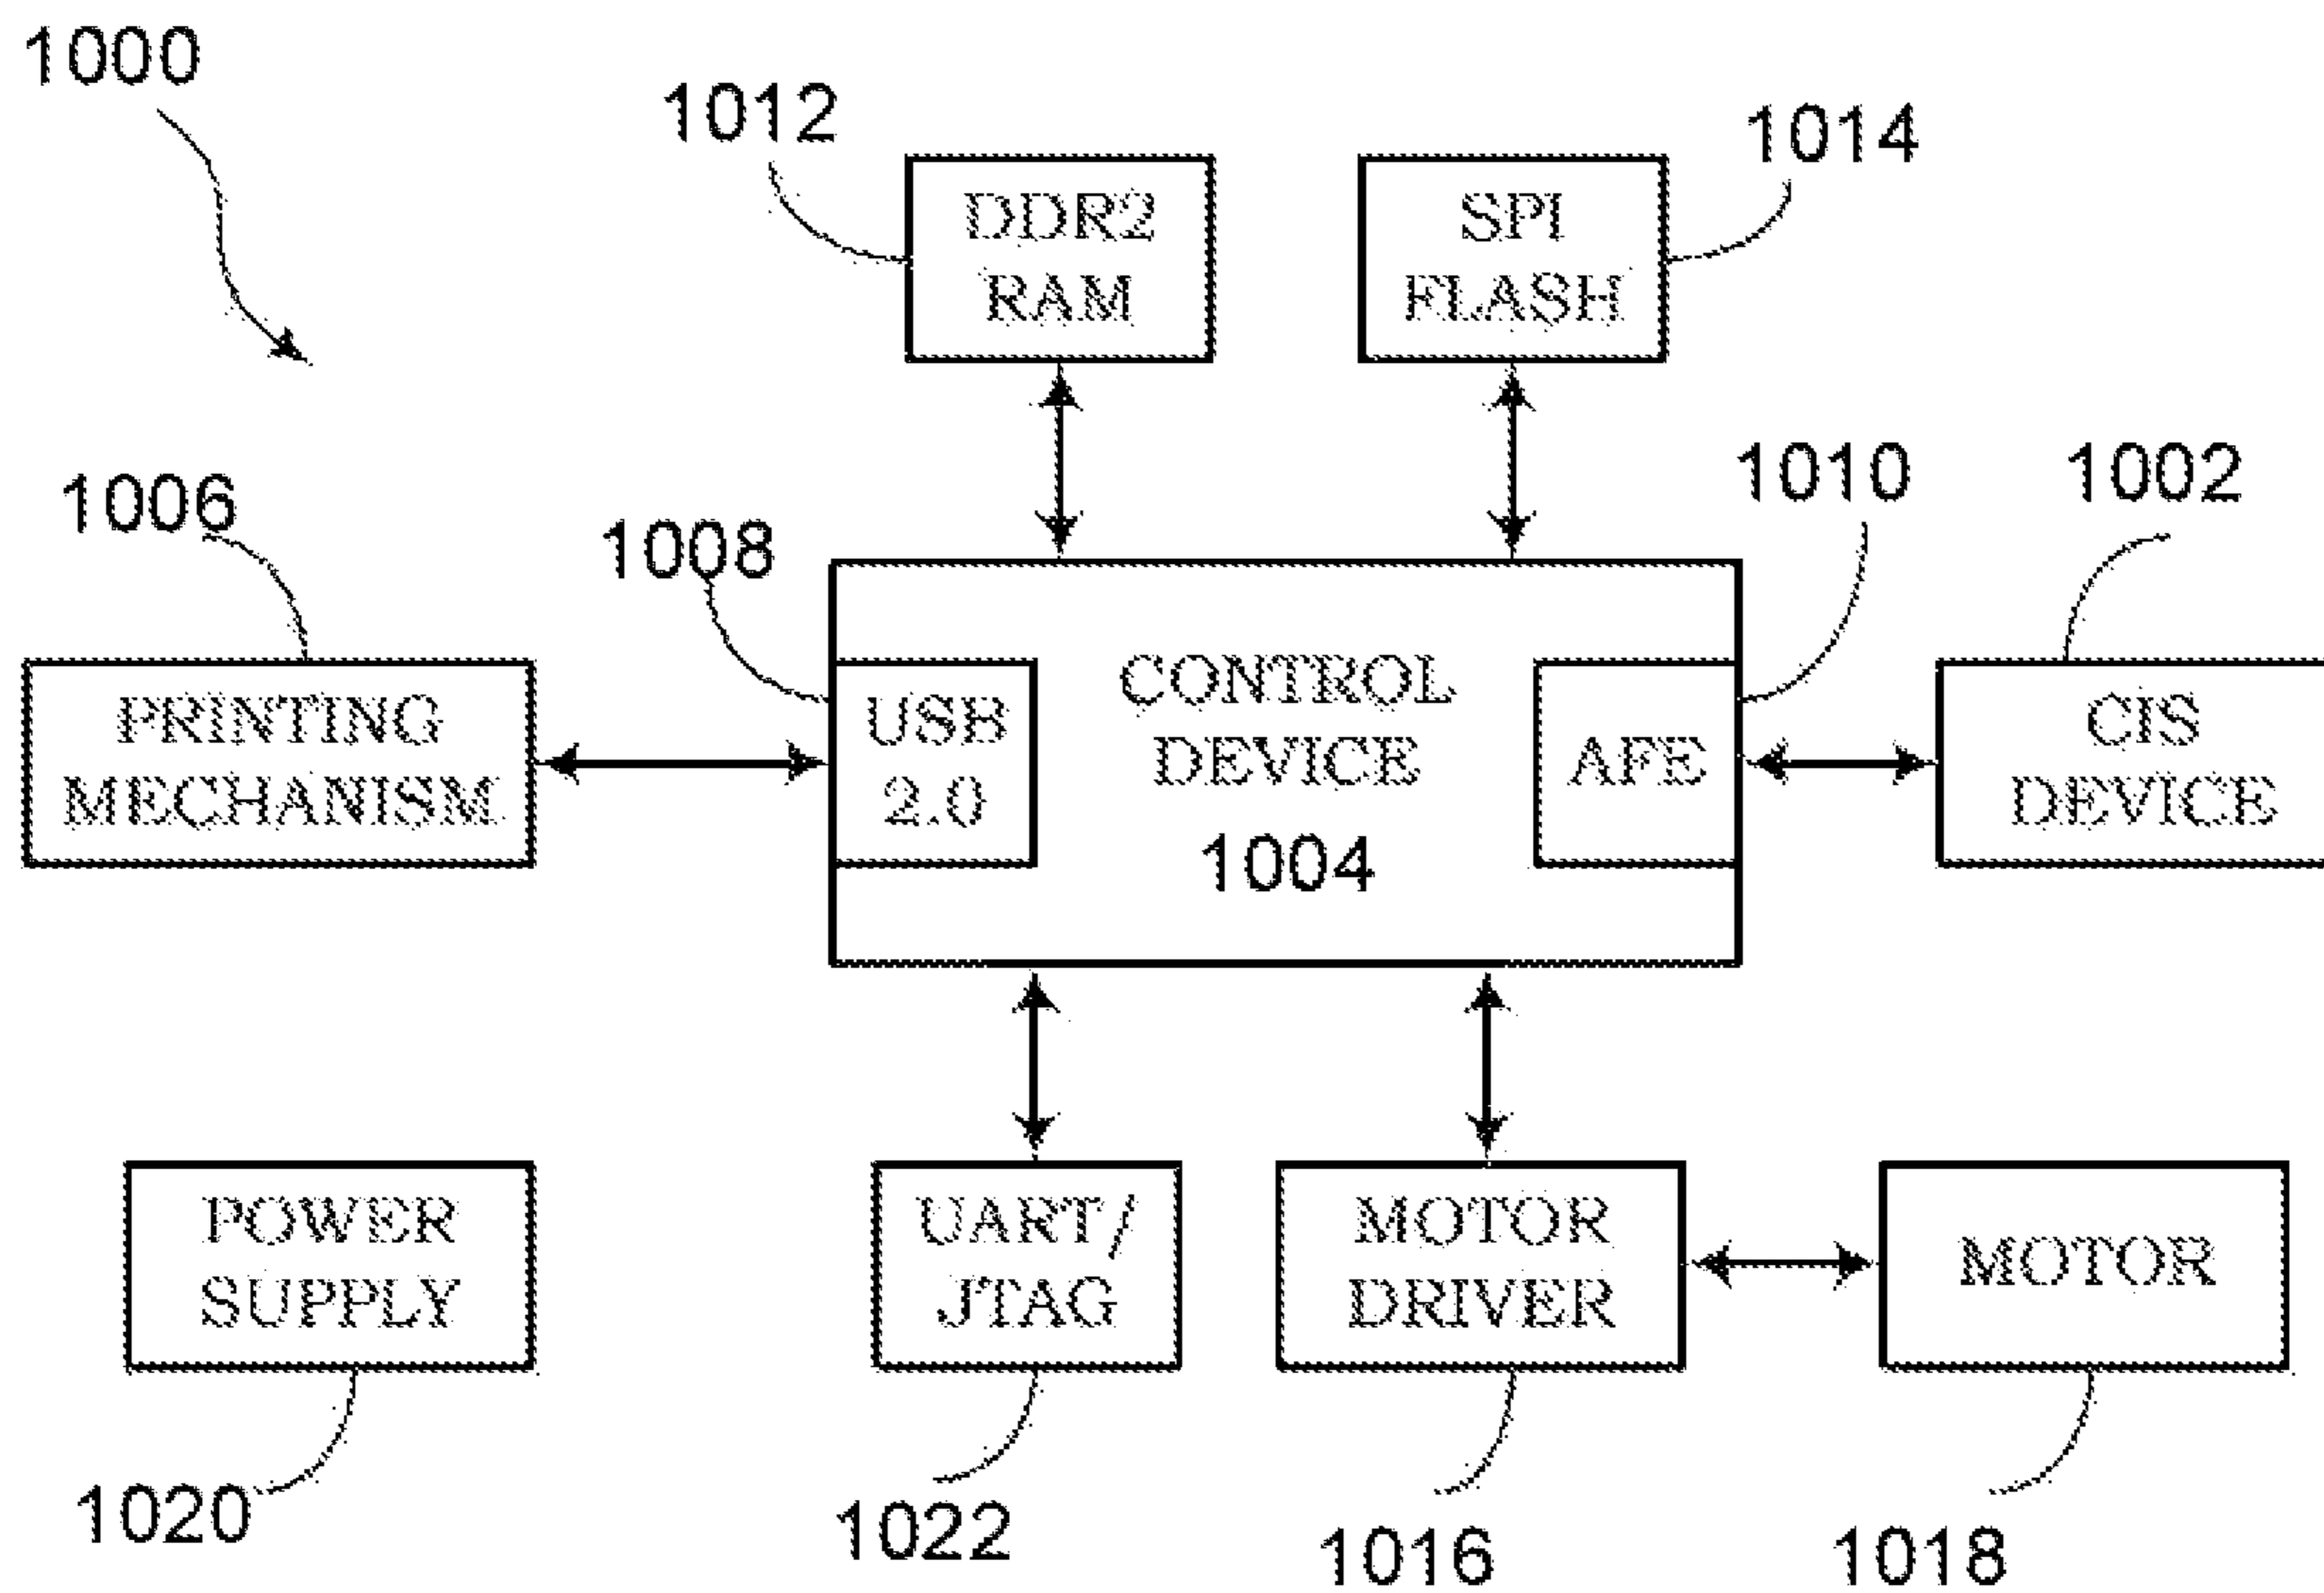 1000
1012
1014
DDR2
RAM
SPI
FLASH
1006
1008
1010
1002
PRINTING
MECHANISM
USB
2.0
CONTROL
DEVICE
1004
AFE
CIS
DEVICE
POWER
SUPPLY
UART/
JTAG
MOTOR
DRIVER
MOTOR
1020
1022
1016
1018